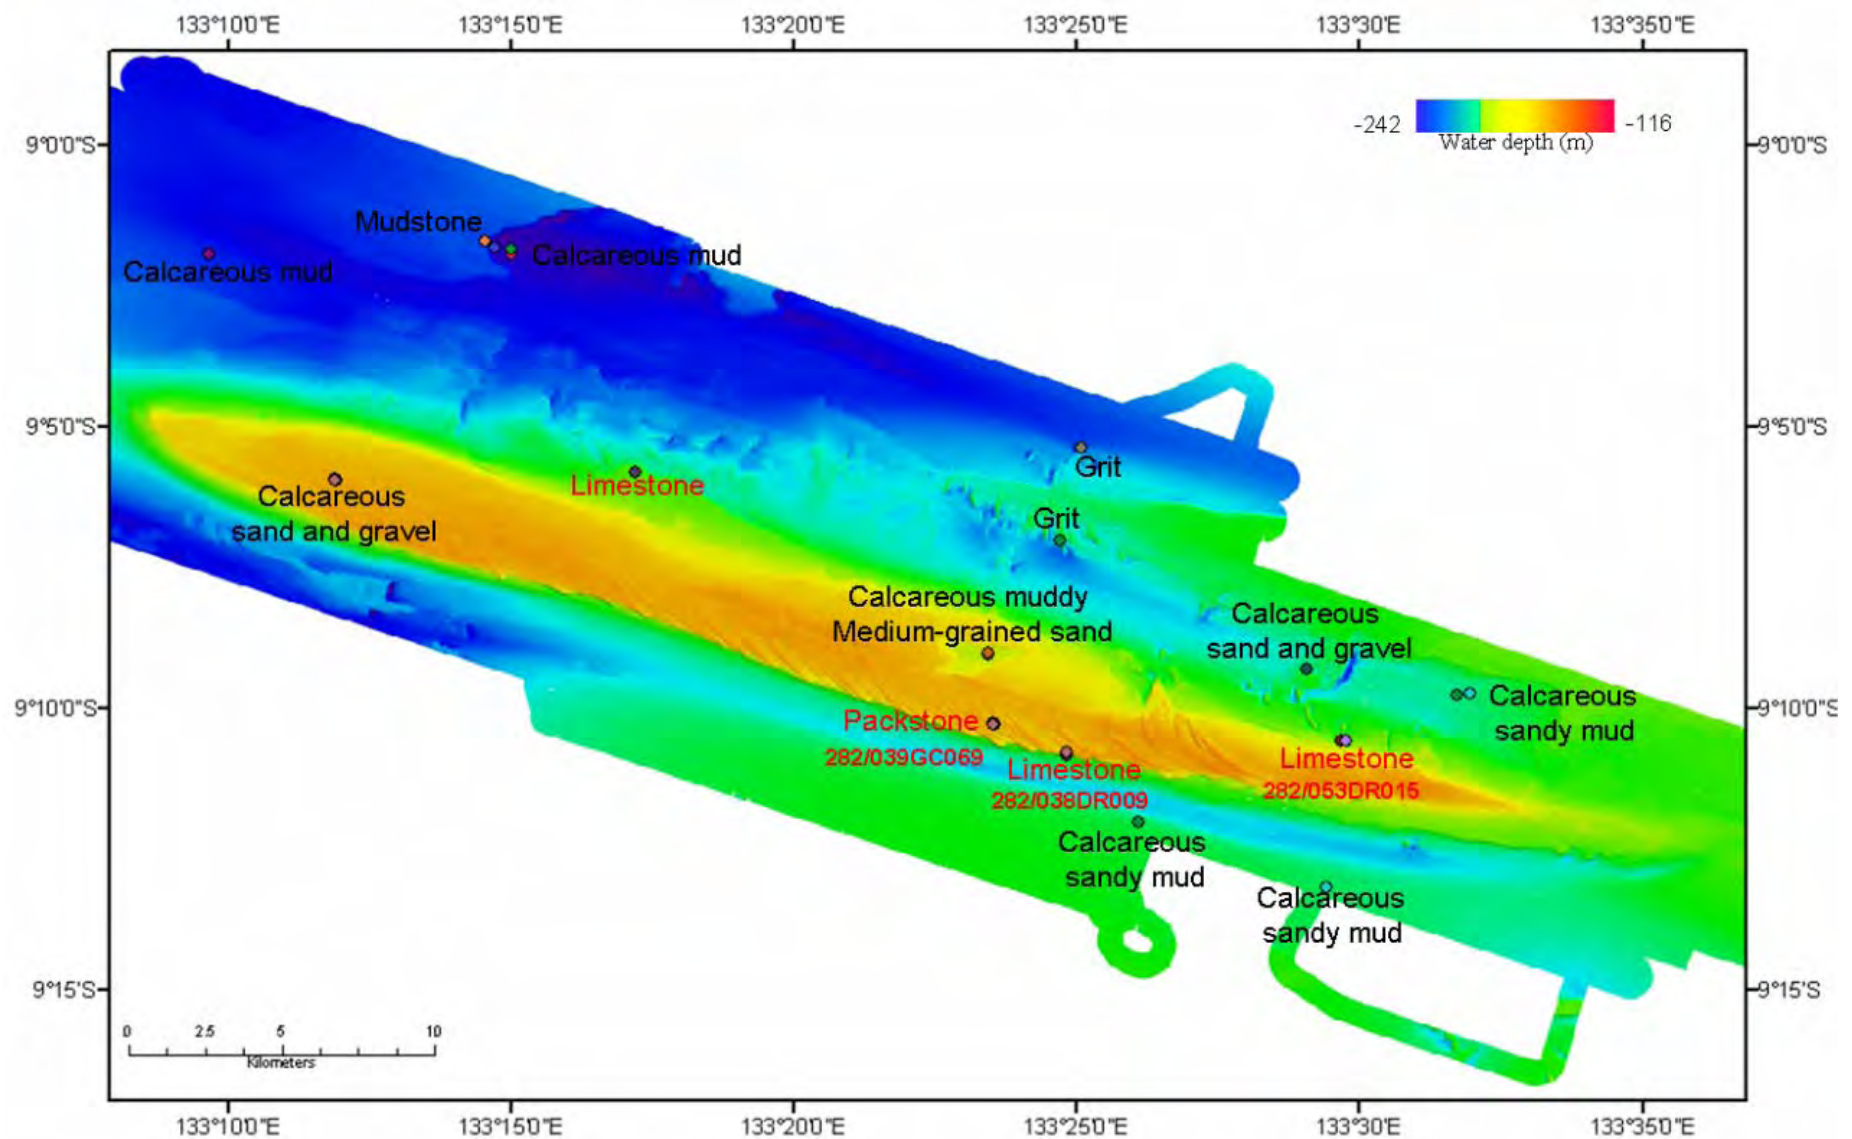 133°10'0"E 133°15'0"E 133°20'0"E 133°25'0"E 133°30'E 133°35'0"E
-242 -116
Water depth (m)
9°0'0"S 9°0'0"S
Mudstone
Calcareous mud
Calcareous mud
9°5'0"S 9°5'0"S
Grit
Limestone
Calcareous
sand and gravel
Grit
Calcareous muddy
Medium-grained sand
Calcareous
sand and gravel
Calcareous
sandy mud
9°10'0"S 9°10'0"S
Packstone
282/039GC069
Limestone
282/038DR009
Limestone
282/053DR015
Calcareous
sandy mud
Calcareous
sandy mud
9°15'S 9°15'S
0 2.5 5 10
Kilometers
133°10'0"E 133°15'0"E 133°20'0"E 133°25'0"E 133°30'E 133°35'0"E